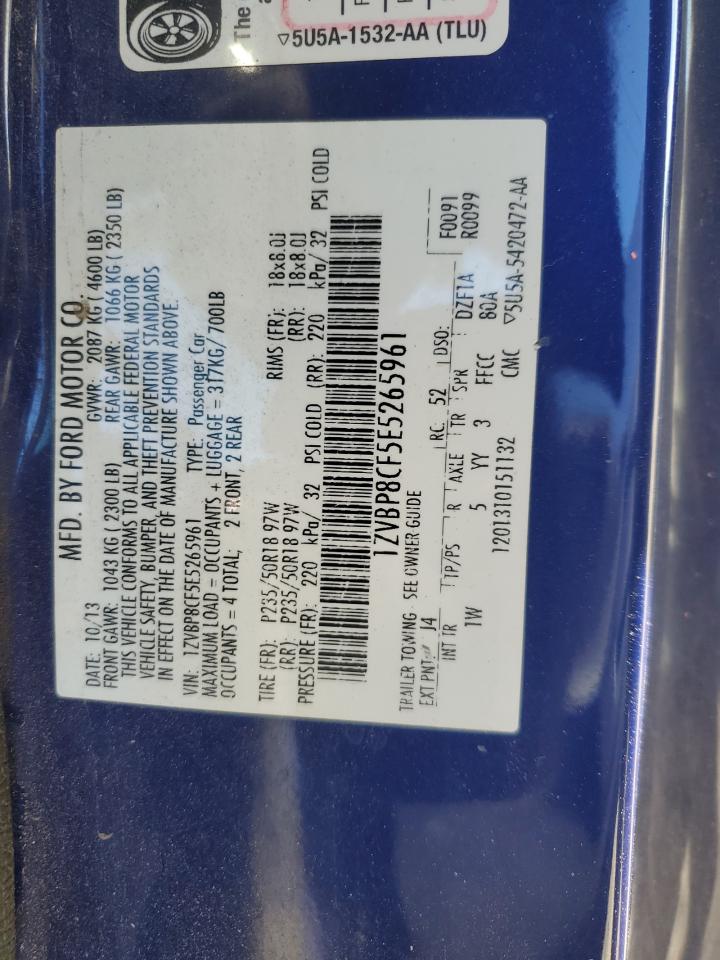 The
▽5U5A-1532-AA (TLU)
MFD. BY FORD MOTOR CO.
DATE: 10/13 GVWR: 2087 KG ( 4600 LB)
FRONT GAWR: 1043 KG ( 2300 LB) REAR GAWR: 1066 KG ( 2350 LB)
THIS VEHICLE CONFORMS TO ALL APPLICABLE FEDERAL MOTOR
VEHICLE SAFETY, BUMPER, AND THEFT PREVENTION STANDARDS
IN EFFECT ON THE DATE OF MANUFACTURE SHOWN ABOVE.
VIN: 1ZVBP8CF5E5265961 TYPE: Passenger Car
MAXIMUM LOAD = OCCUPANTS + LUGGAGE = 317KG/ 700LB
OCCUPANTS = 4 TOTAL; 2 FRONT, 2 REAR
TIRE (FR): P235/50R18 97W RIMS (FR): 18x8.0J
(RR): P235/50R18 97W (RR): 18x8.0J
PRESSURE (FR): 220 kPa/ 32 PSI COLD (RR): 220 kPa/ 32 PSI COLD
1ZVBP8CF5E5265961
TRAILER TOWING - SEE OWNER GUIDE
EXT PNT: J4 RC: 52 DSO: F0091
INT TR TP/PS R AXLE TR SPR DZF1A R0099
1W 5 YY 3 FFCC 80A
1201310151132 CMC ▽5U5A-5420472-AA